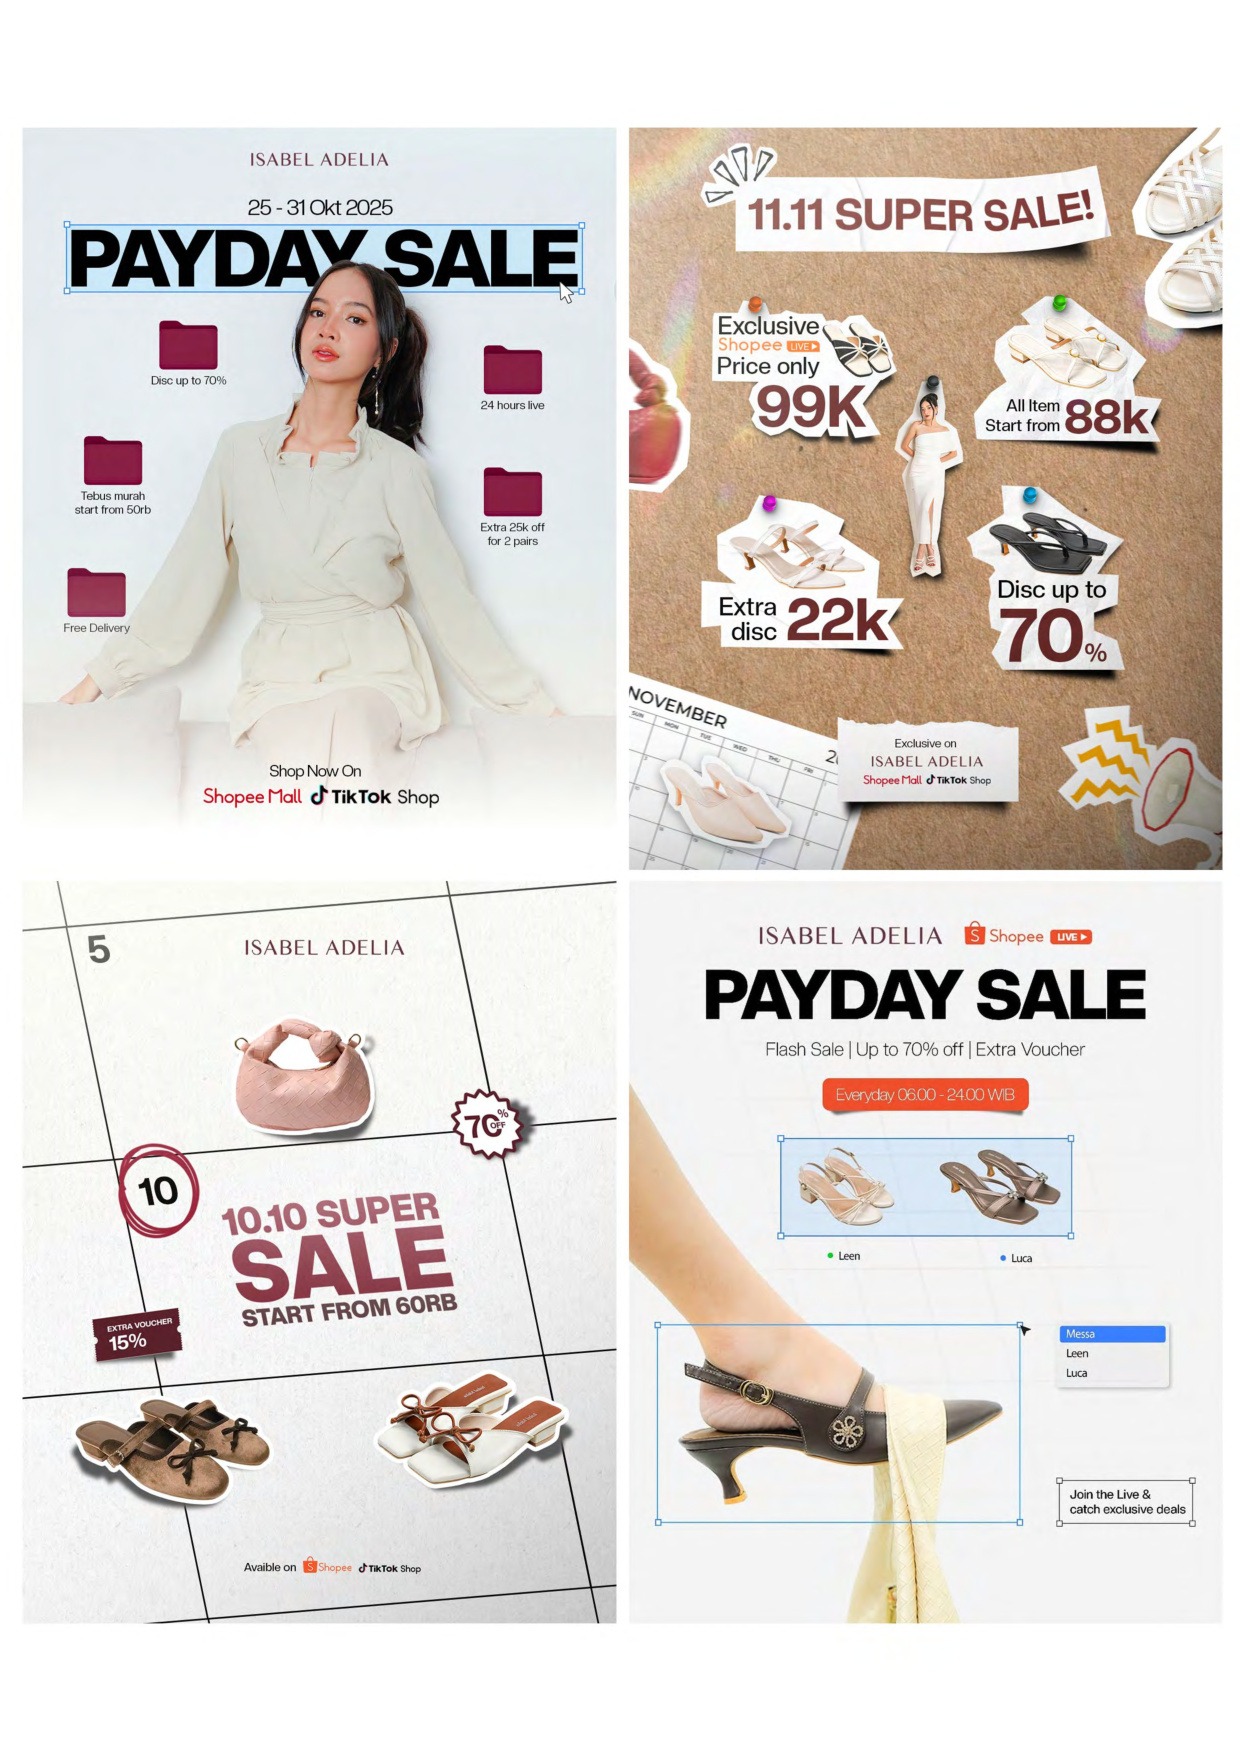 ISABEL ADELIA
25 - 31 Okt 2025
PAYDAY SALE
Disc up to 70%
24 hours live
Tebus murah
start from 50rb
Extra 25k off
for 2 pairs
Free Delivery
Shop Now On
Shopee Mall TikTok Shop
11.11 SUPER SALE!
Exclusive
Shopee LIVE
Price only
99K
All Item
Start from 88k
Extra
disc 22k
Disc up to
70%
NOVEMBER
SUN MON TUE WED THU FRI
Exclusive on
ISABEL ADELIA
Shopee Mall TikTok Shop
5
ISABEL ADELIA
70% OFF
10
10.10 SUPER
SALE
START FROM 60RB
EXTRA VOUCHER
15%
Avaible on Shopee TikTok Shop
ISABEL ADELIA Shopee LIVE
PAYDAY SALE
Flash Sale | Up to 70% off | Extra Voucher
Everyday 06.00 - 24.00 WIB
Leen
Luca
Messa
Leen
Luca
Join the Live &
catch exclusive deals